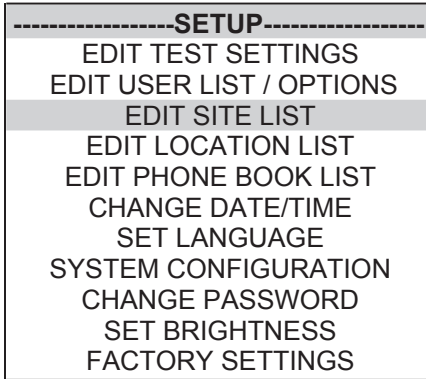 ------------------SETUP------------------
EDIT TEST SETTINGS
EDIT USER LIST / OPTIONS
EDIT SITE LIST
EDIT LOCATION LIST
EDIT PHONE BOOK LIST
CHANGE DATE/TIME
SET LANGUAGE
SYSTEM CONFIGURATION
CHANGE PASSWORD
SET BRIGHTNESS
FACTORY SETTINGS